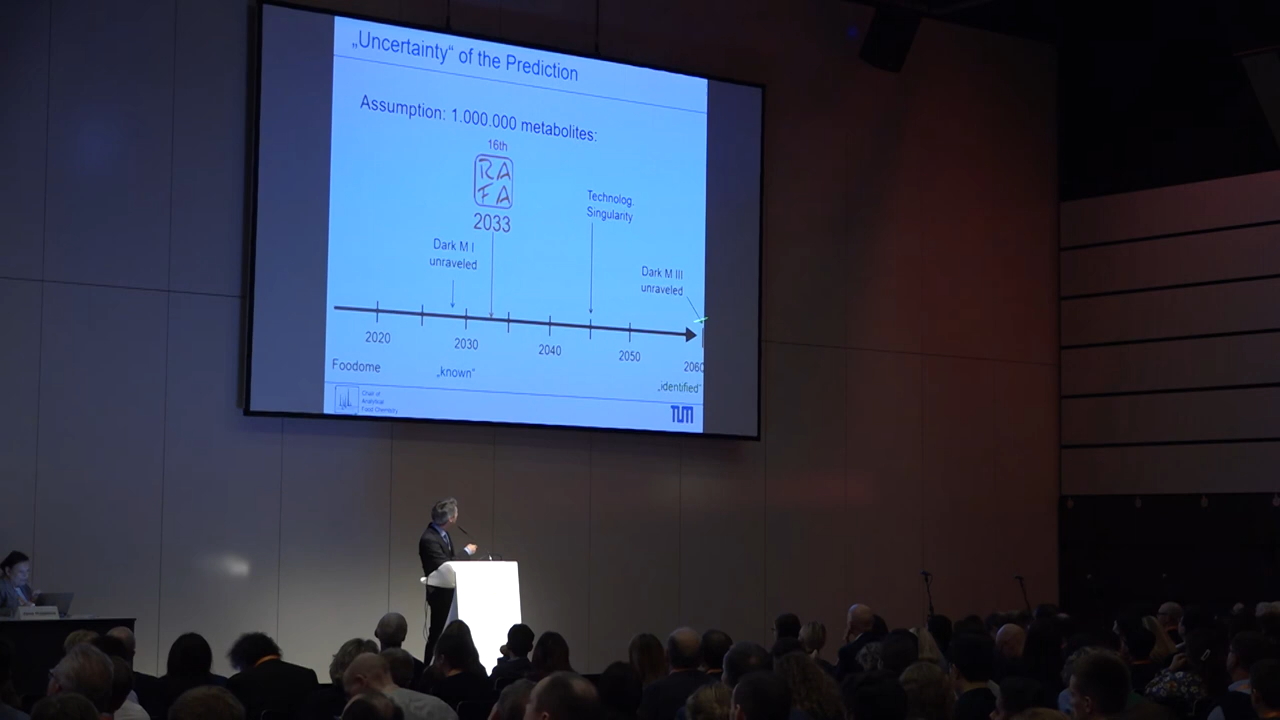 „Uncertainty“ of the Prediction
Assumption: 1.000.000 metabolites:
16th
RA
FA
2033
Technolog.
Singularity
Dark M I
unraveled
Dark M III
unraveled
2020
2030
2040
2050
2060
Foodome
„known“
„identified“
Chair of
Analytical
Food Chemistry
TUM